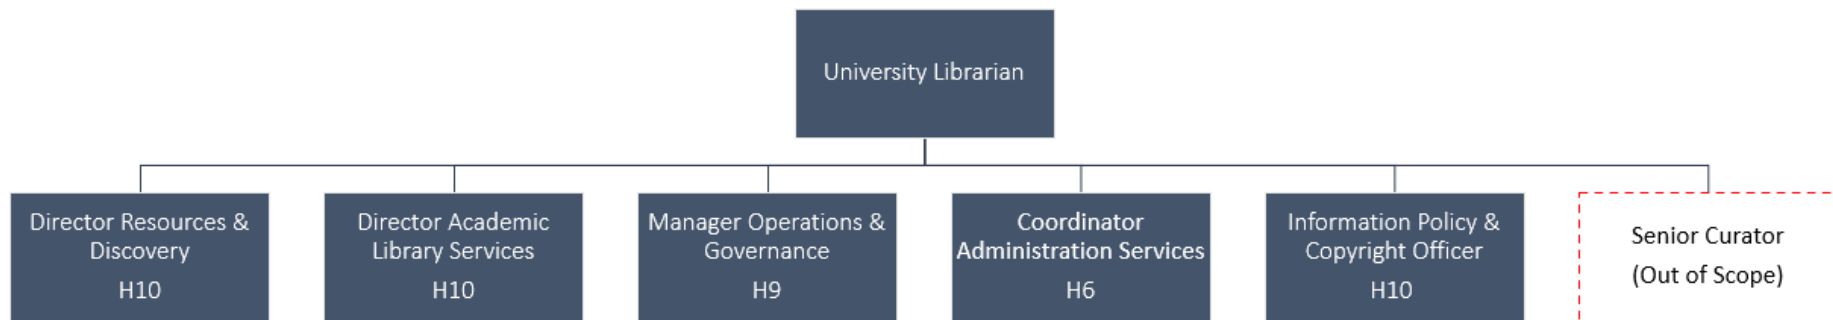 University Librarian
Director Resources &
Discovery
H10
Director Academic
Library Services
H10
Manager Operations &
Governance
H9
Coordinator
Administration Services
H6
Information Policy &
Copyright Officer
H10
Senior Curator
(Out of Scope)